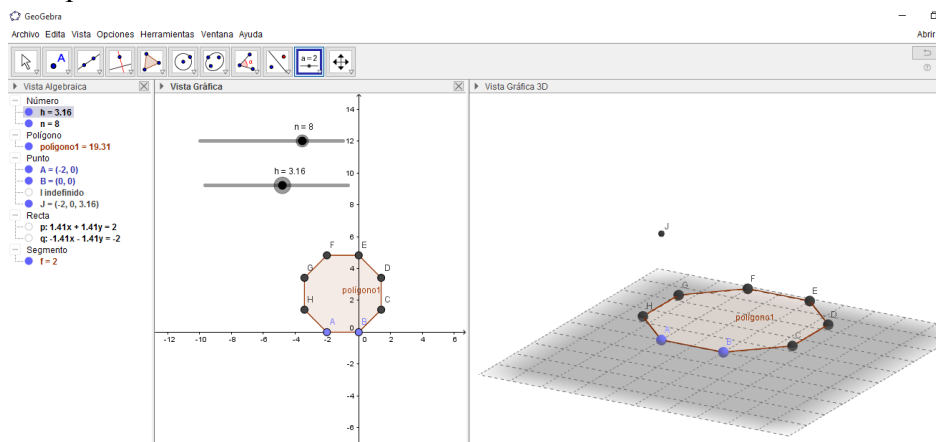 GeoGebra
Archivo Edita Vista Opciones Herramientas Ventana Ayuda
Abrir
A
a = 2
Vista Algebraica
Número
h = 3.16
n = 8
Polígono
polígono1 = 19.31
Punto
A = (-2, 0)
B = (0, 0)
I indefinido
J = (-2, 0, 3.16)
Recta
p: 1.41x + 1.41y = 2
q: -1.41x - 1.41y = -2
Segmento
f = 2
Vista Gráfica
n = 8
h = 3.16
14
12
10
8
6
4
2
0
-2
-4
-6
-12 -10 -8 -6 -4 -2 0 2 4 6
F E
G D
polígono1
H C
A B
Vista Gráfica 3D
J
F
G
E
H
polígono1
D
A
B